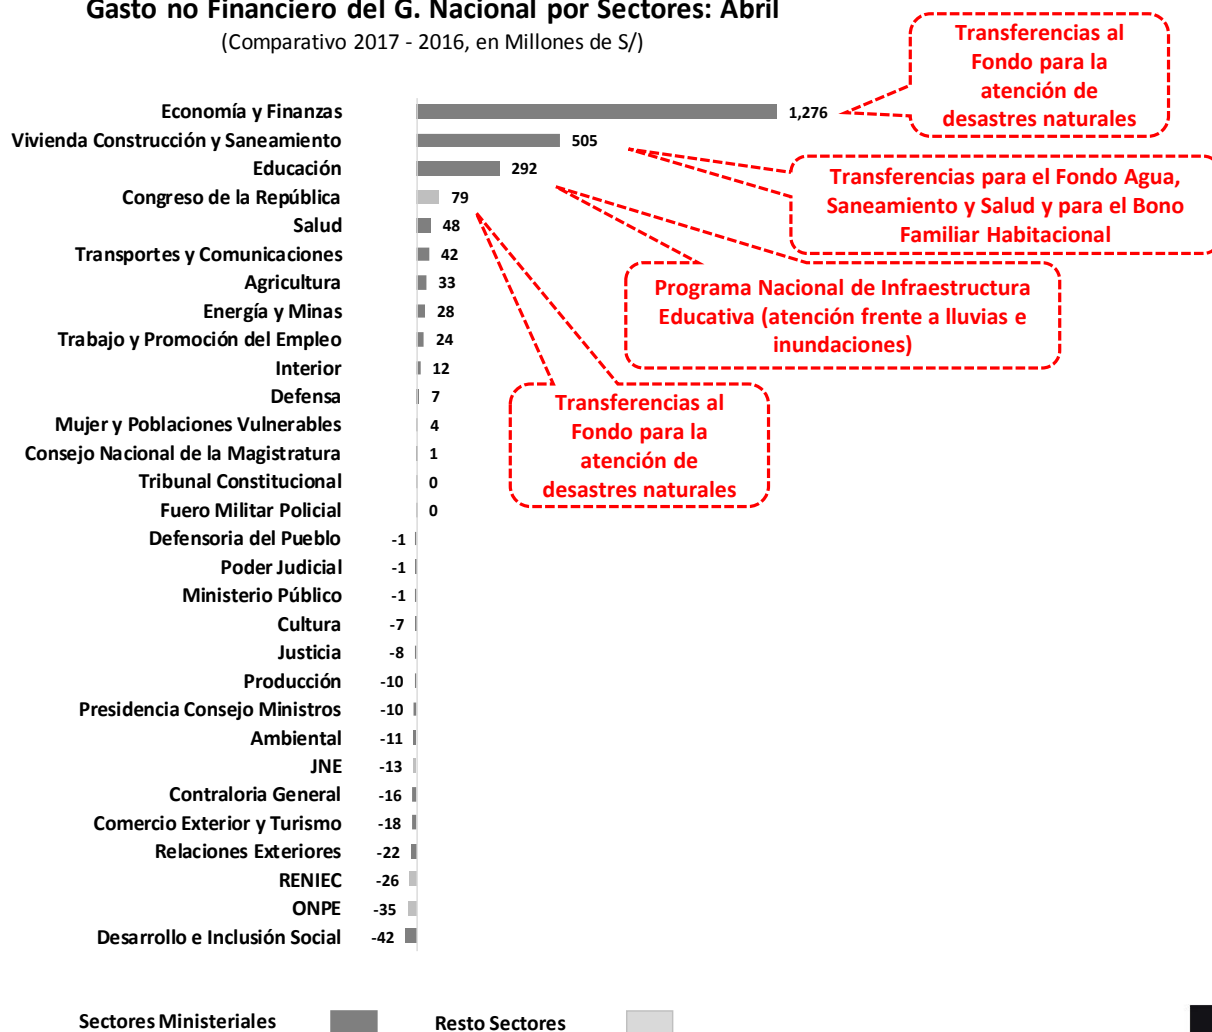 Gasto no Financiero del G. Nacional por Sectores: Abril
(Comparativo 2017 - 2016, en Millones de S/)
Transferencias al
Fondo para la
atención de
desastres naturales
Economía y Finanzas 1,276
Vivienda Construcción y Saneamiento 505
Educación 292
Transferencias para el Fondo Agua,
Saneamiento y Salud y para el Bono
Familiar Habitacional
Congreso de la República 79
Salud 48
Transportes y Comunicaciones 42
Agricultura 33
Energía y Minas 28
Trabajo y Promoción del Empleo 24
Programa Nacional de Infraestructura
Educativa (atención frente a lluvias e
inundaciones)
Interior 12
Defensa 7
Mujer y Poblaciones Vulnerables 4
Consejo Nacional de la Magistratura 1
Tribunal Constitucional 0
Fuero Militar Policial 0
Transferencias al
Fondo para la
atención de
desastres naturales
Defensoria del Pueblo -1
Poder Judicial -1
Ministerio Público -1
Cultura -7
Justicia -8
Producción -10
Presidencia Consejo Ministros -10
Ambiental -11
JNE -13
Contraloria General -16
Comercio Exterior y Turismo -18
Relaciones Exteriores -22
RENIEC -26
ONPE -35
Desarrollo e Inclusión Social -42
Sectores Ministeriales Resto Sectores